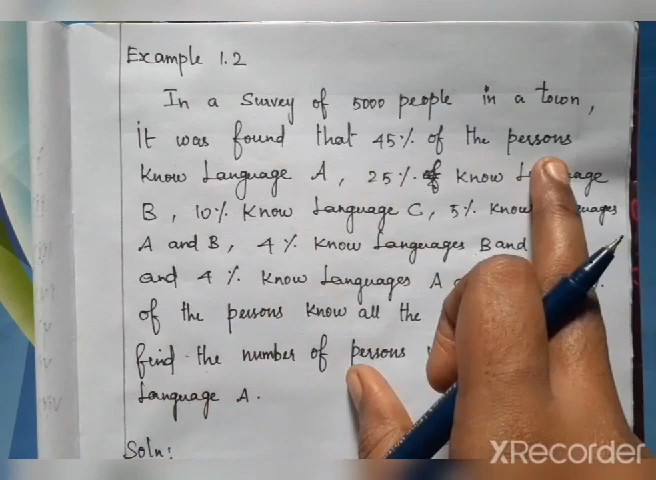 Example 1.2
In a survey of 5000 people in a town,
it was found that 45% of the persons
know Language A, 25% know
B, 10% know Language C, 5% know
A and B, 4% know Languages B and
and 4% know Languages A
of the persons know all the
find the number of persons
Language A.
Soln:
XRecorder